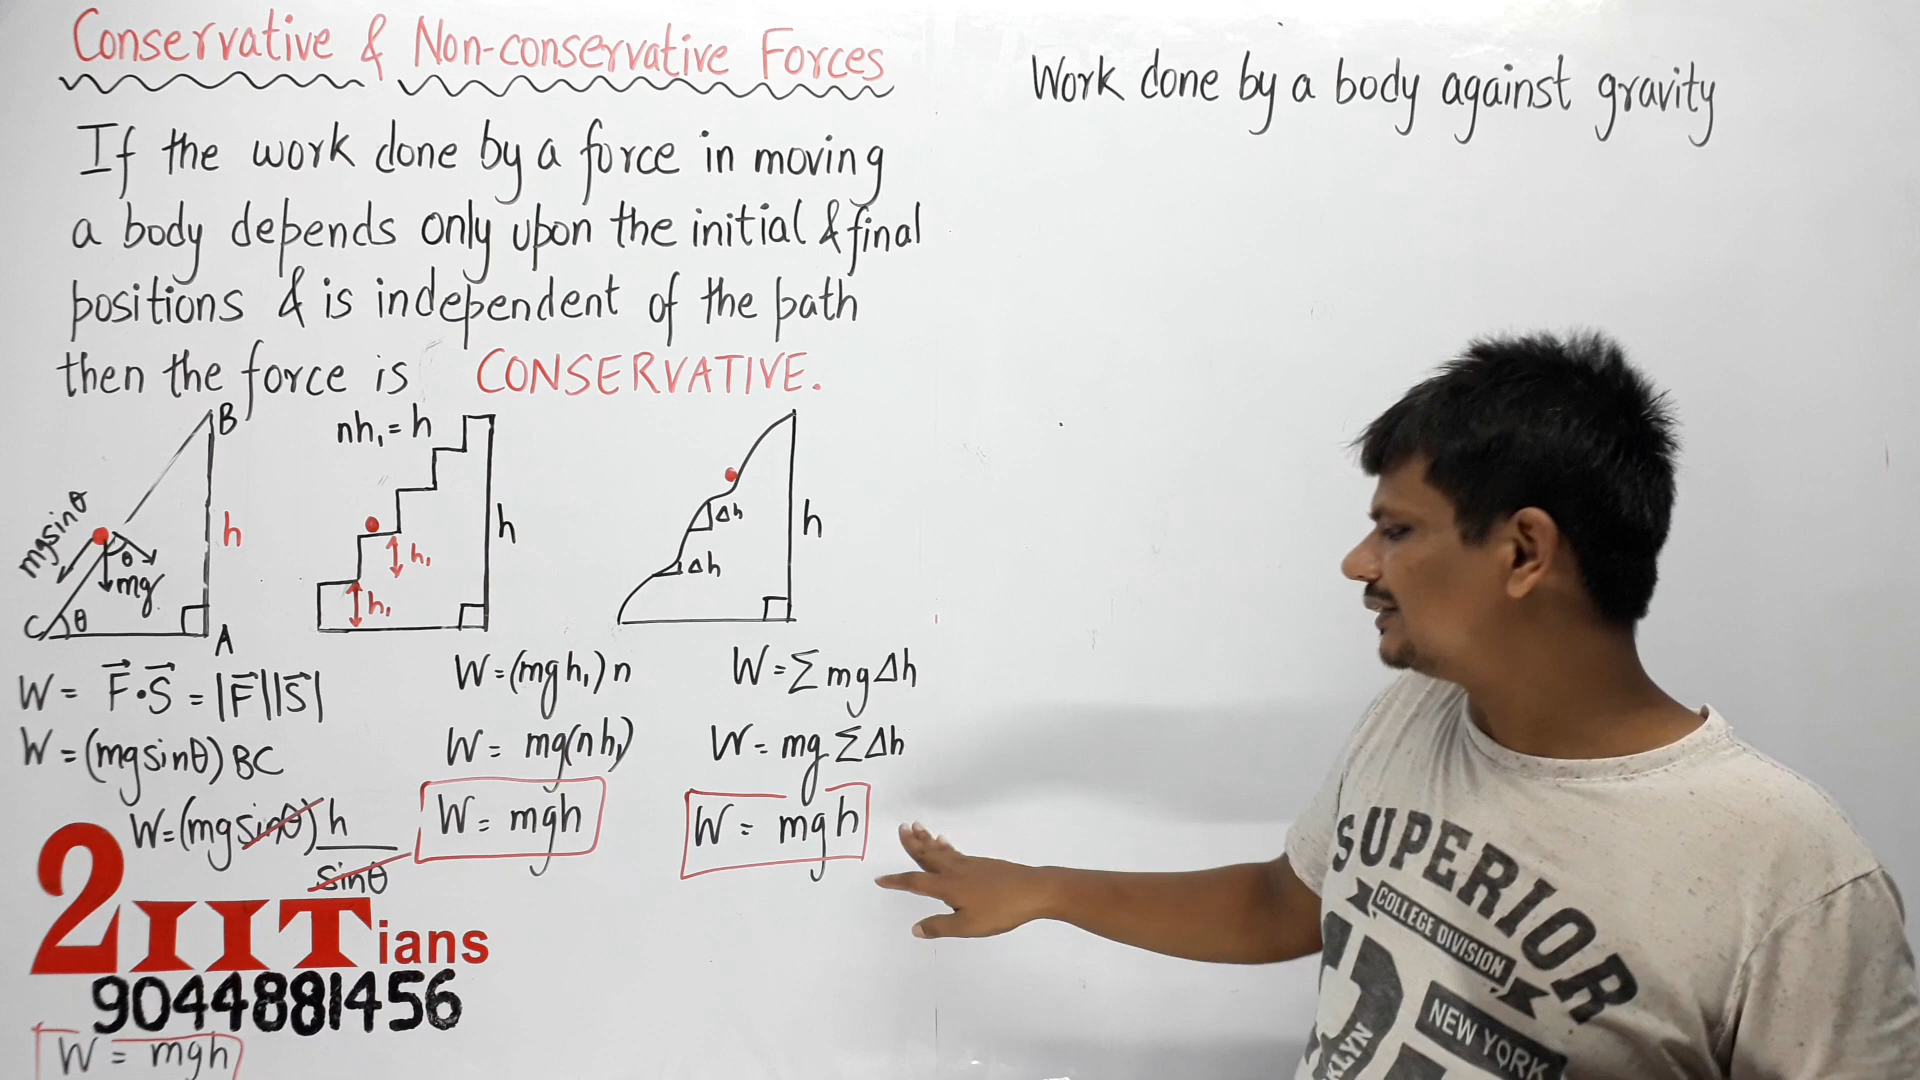 Conservative & Non-conservative Forces
If the work done by a force in moving
a body depends only upon the initial & final
positions & is independent of the path
then the force is CONSERVATIVE.
B
mgsinθ
h
θ
mg
C
θ
A
nh₁ = h
h₁
h₁
h
Δh
Δh
h
W = F⃗·S⃗ = |F⃗||S⃗|
W = (mgsinθ) BC
W = (mgsinθ) h
sinθ
W = mgh
W = (mgh₁) n
W = mg(nh₁)
W = mgh
W = Σ mgΔh
W = mg ΣΔh
W = mgh
2IITians
9044881456
Work done by a body against gravity
SUPERIOR
COLLEGE DIVISION
NEW YORK
OKLYN